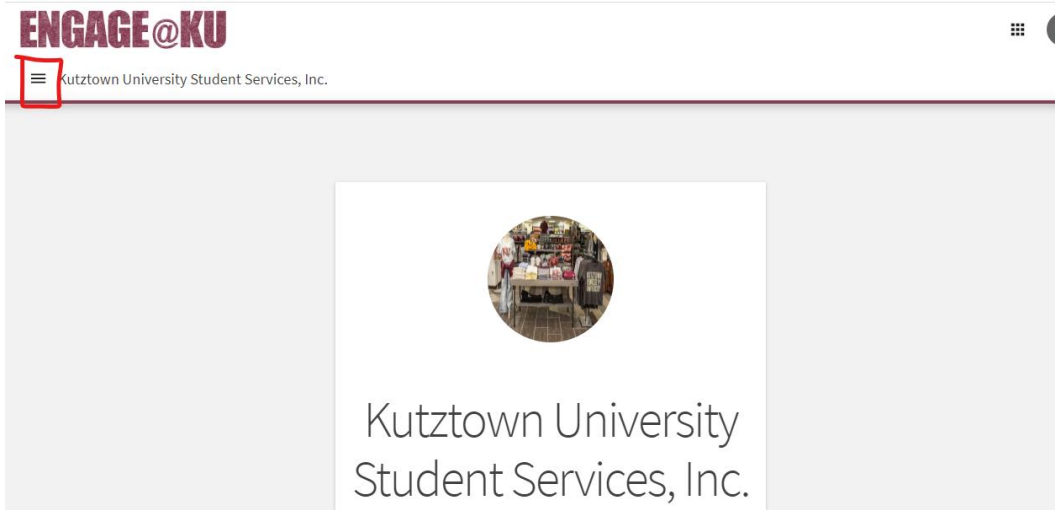 ENGAGE@KU
Kutztown University Student Services, Inc.
Kutztown University
Student Services, Inc.